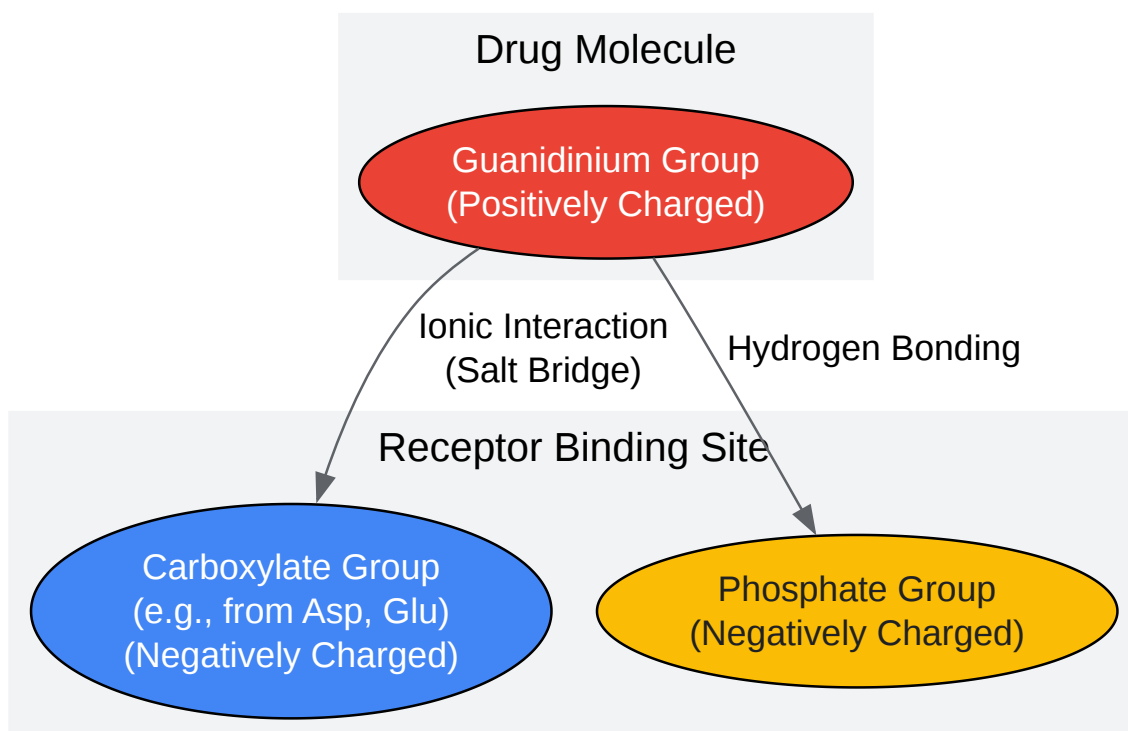 Drug Molecule
Guanidinium Group
(Positively Charged)
Ionic Interaction
(Salt Bridge)
Hydrogen Bonding
Receptor Binding Site
Carboxylate Group
(e.g., from Asp, Glu)
(Negatively Charged)
Phosphate Group
(Negatively Charged)